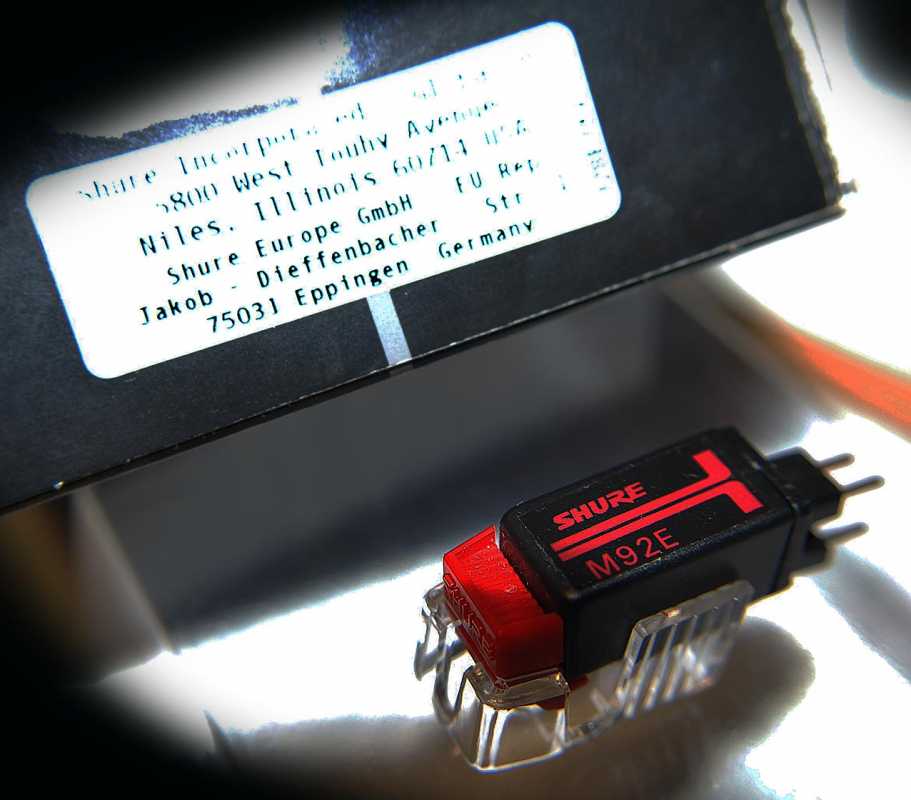 Shure Incorporated
5800 West Touhy Avenue
Niles, Illinois 60714 USA
Shure Europe GmbH EU Rep
Jakob - Dieffenbacher Str
75031 Eppingen Germany
SHURE
M92E
SHURE